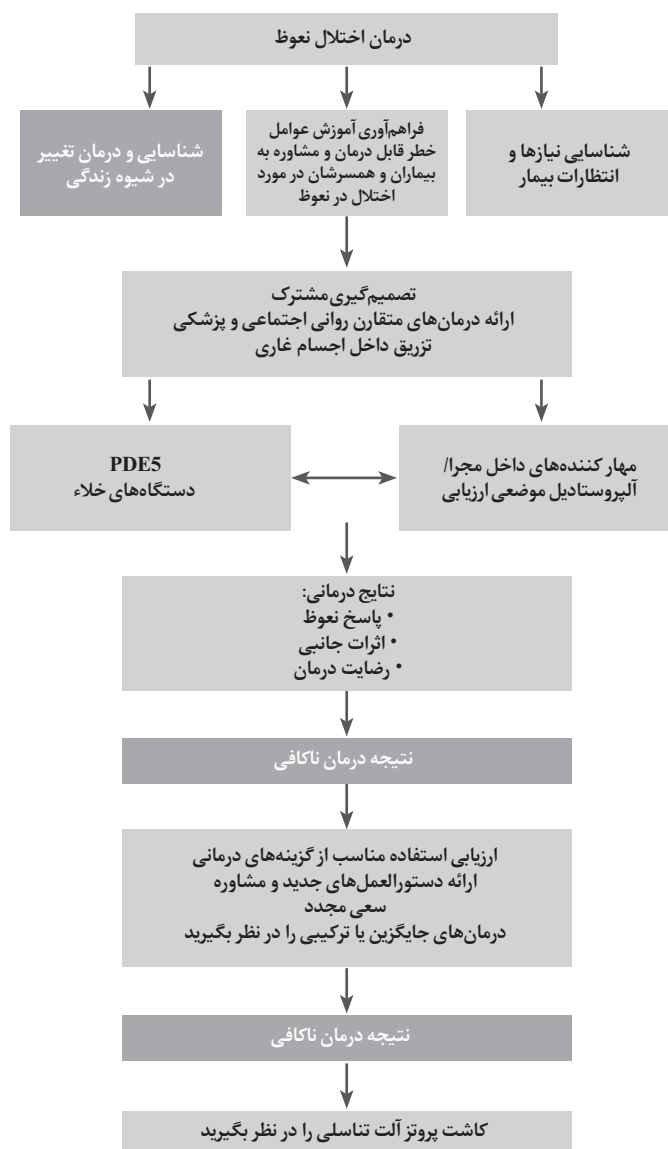 درمان اختلال نعوظ
شناسایی نیازها و
انتظارات بیمار
فراهم‌آوری آموزش عوامل
خطر قابل درمان و مشاوره به
بیماران و همسرشان در مورد
اختلال در نعوظ
شناسایی و درمان تغییر
در شیوه زندگی
تصمیم‌گیری مشترک
ارائه درمان‌های متقارن روانی اجتماعی و پزشکی
تزریق داخل اجسام غاری
مهار کننده‌های داخل مجرا/
آلپروستادیل موضعی ارزیابی
PDE5
دستگاه‌های خلاء
نتایج درمانی:
• پاسخ نعوظ
• اثرات جانبی
• رضایت درمان
نتیجه درمان ناکافی
ارزیابی استفاده مناسب از گزینه‌های درمانی
ارائه دستورالعمل‌های جدید و مشاوره
سعی مجدد
درمان‌های جایگزین یا ترکیبی را در نظر بگیرید
نتیجه درمان ناکافی
کاشت پروتز آلت تناسلی را در نظر بگیرید